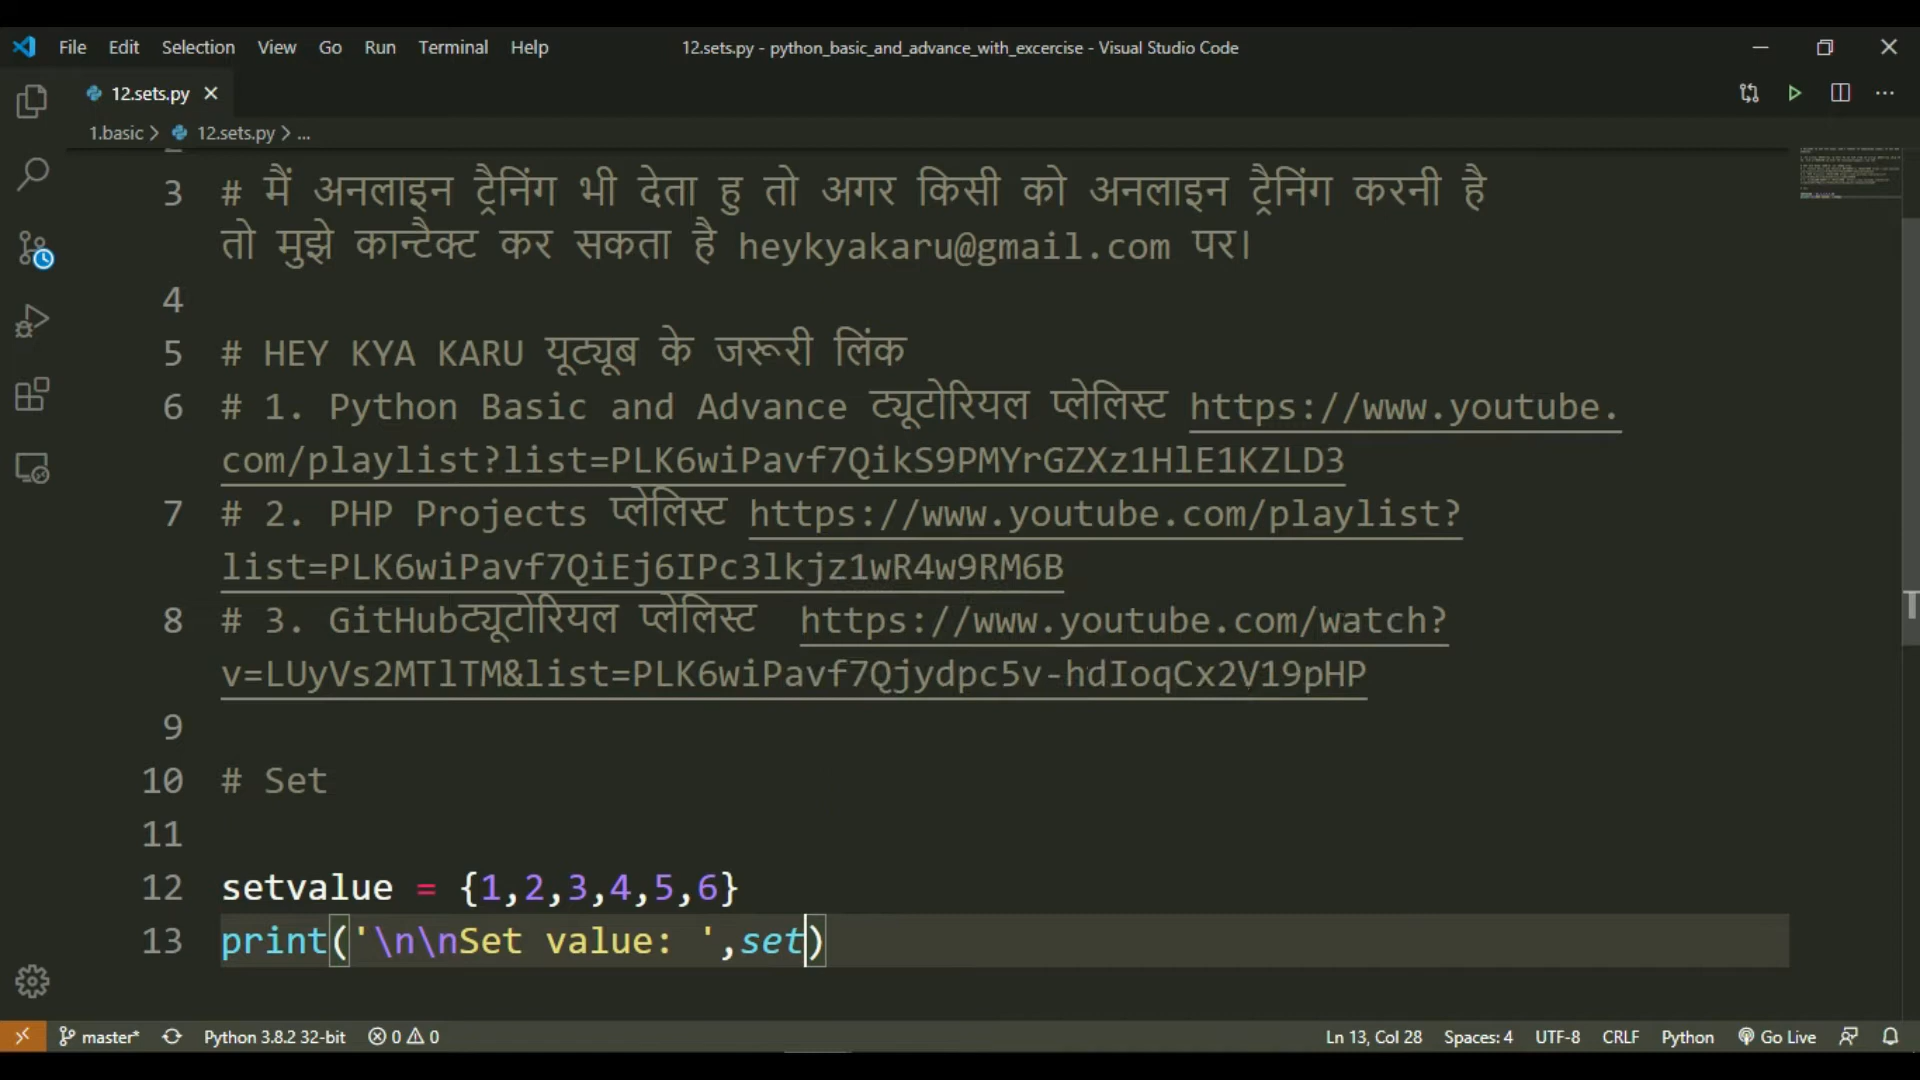 File Edit Selection View Go Run Terminal Help 12.sets.py - python_basic_and_advance_with_excercise - Visual Studio Code
12.sets.py
1.basic > 12.sets.py > ...
3 # मैं अनलाइन ट्रैनिंग भी देता हु तो अगर किसी को अनलाइन ट्रैनिंग करनी है
तो मुझे कान्टैक्ट कर सकता है heykyakaru@gmail.com पर।
4
5 # HEY KYA KARU यूट्यूब के जरूरी लिंक
6 # 1. Python Basic and Advance ट्यूटोरियल प्लेलिस्ट https://www.youtube.
com/playlist?list=PLK6wiPavf7QikS9PMYrGZXz1HlE1KZLD3
7 # 2. PHP Projects प्लेलिस्ट https://www.youtube.com/playlist?
list=PLK6wiPavf7QiEj6IPc3lkjz1wR4w9RM6B
8 # 3. GitHubट्यूटोरियल प्लेलिस्ट https://www.youtube.com/watch?
v=LUyVs2MTlTM&list=PLK6wiPavf7Qjydpc5v-hdIoqCx2V19pHP
9
10 # Set
11
12 setvalue = {1,2,3,4,5,6}
13 print('\n\nSet value: ',set)
master* Python 3.8.2 32-bit 0 0 Ln 13, Col 28 Spaces: 4 UTF-8 CRLF Python Go Live